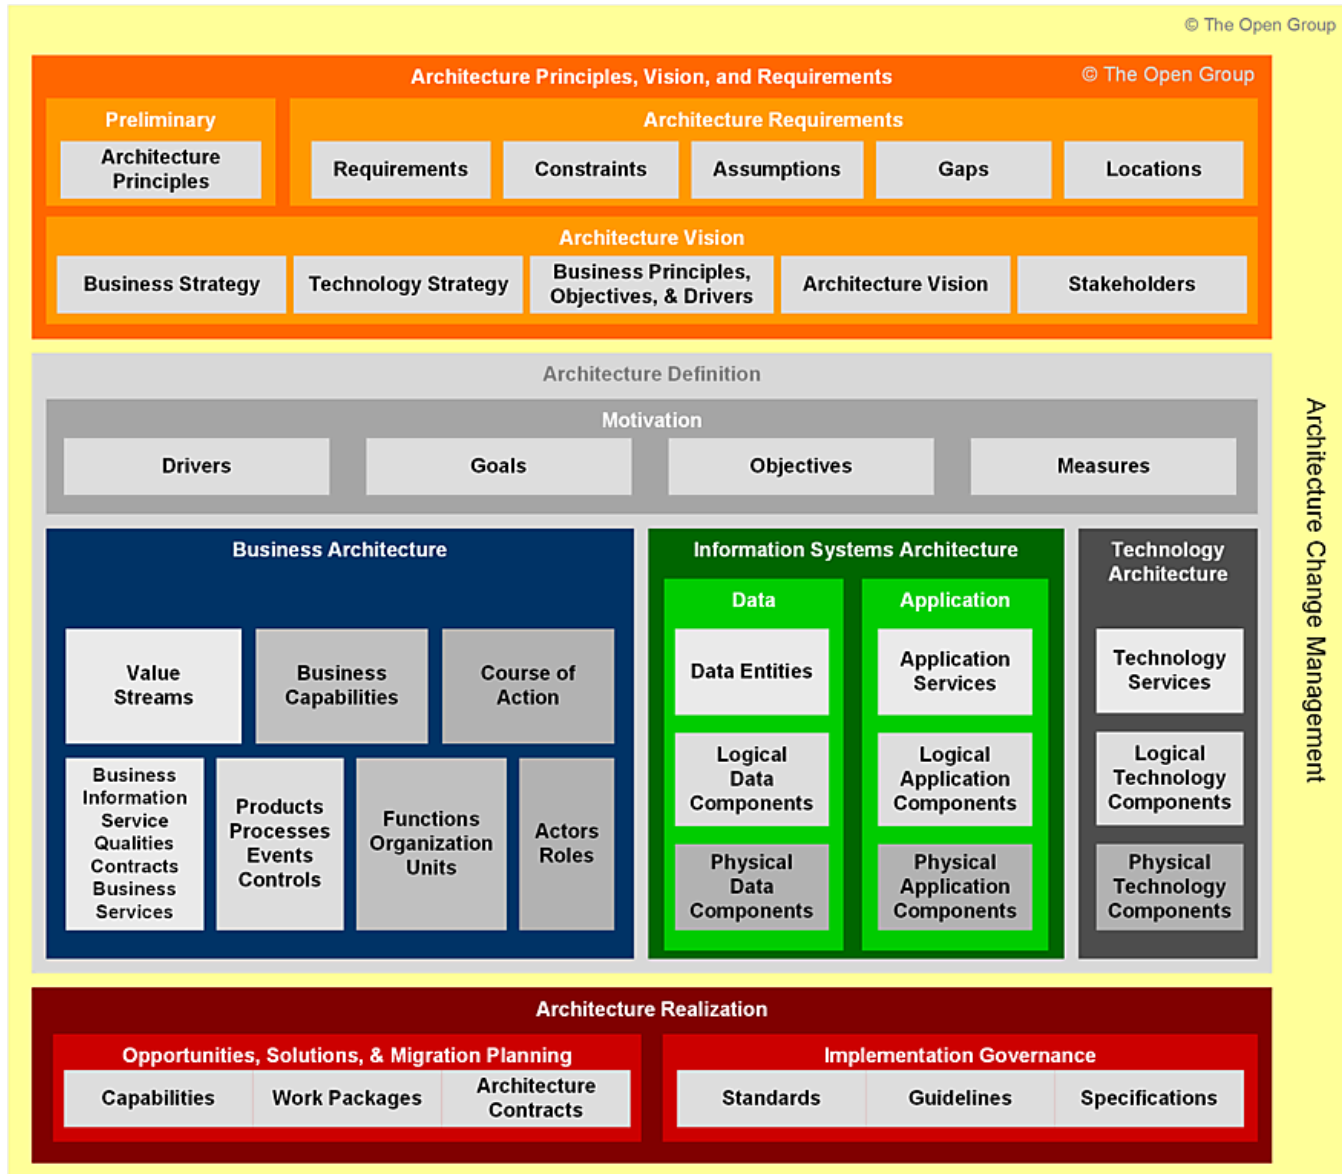 © The Open Group
Architecture Principles, Vision, and Requirements
© The Open Group
Preliminary
Architecture
Principles
Architecture Requirements
Requirements
Constraints
Assumptions
Gaps
Locations
Architecture Vision
Business Strategy
Technology Strategy
Business Principles,
Objectives, & Drivers
Architecture Vision
Stakeholders
Architecture Definition
Motivation
Drivers
Goals
Objectives
Measures
Business Architecture
Value
Streams
Business
Capabilities
Course of
Action
Business
Information
Service
Qualities
Contracts
Business
Services
Products
Processes
Events
Controls
Functions
Organization
Units
Actors
Roles
Information Systems Architecture
Data
Data Entities
Logical
Data
Components
Physical
Data
Components
Application
Application
Services
Logical
Application
Components
Physical
Application
Components
Technology
Architecture
Technology
Services
Logical
Technology
Components
Physical
Technology
Components
Architecture Realization
Opportunities, Solutions, & Migration Planning
Capabilities
Work Packages
Architecture
Contracts
Implementation Governance
Standards
Guidelines
Specifications
Architecture Change Management